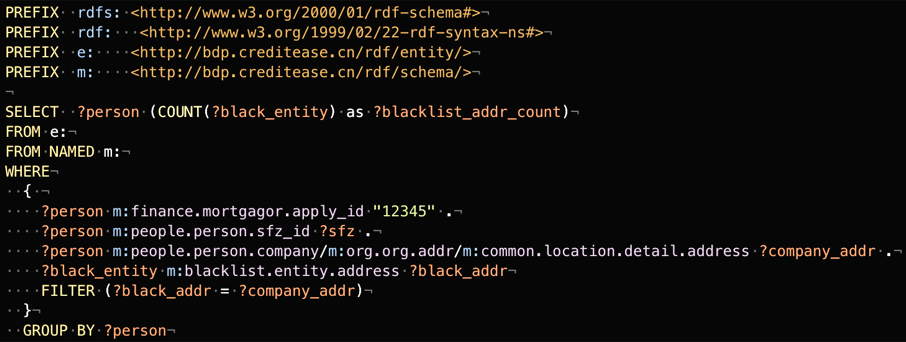 PREFIX rdfs: <http://www.w3.org/2000/01/rdf-schema#>
PREFIX rdf: <http://www.w3.org/1999/02/22-rdf-syntax-ns#>
PREFIX e: <http://bdp.creditease.cn/rdf/entity/>
PREFIX m: <http://bdp.creditease.cn/rdf/schema/>

SELECT ?person (COUNT(?black_entity) as ?blacklist_addr_count)
FROM e:
FROM NAMED m:
WHERE
  {
    ?person m:finance.mortgagor.apply_id "12345" .
    ?person m:people.person.sfz_id ?sfz .
    ?person m:people.person.company/m:org.org.addr/m:common.location.detail.address ?company_addr .
    ?black_entity m:blacklist.entity.address ?black_addr
    FILTER (?black_addr = ?company_addr)
  }
  GROUP BY ?person